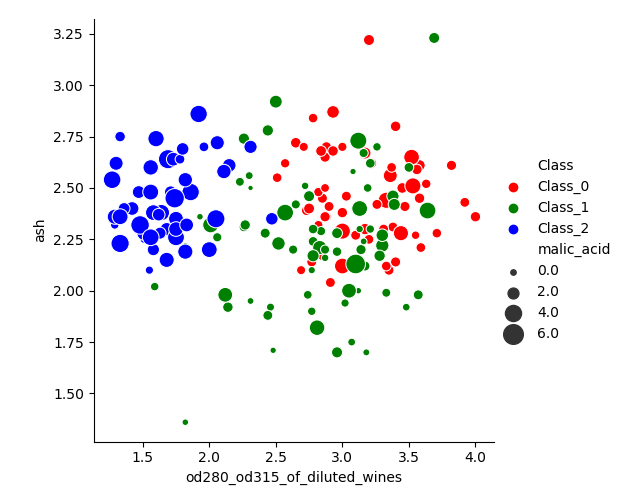 3.25
3.00
2.75
2.50
2.25
2.00
1.75
1.50
ash
1.5 2.0 2.5 3.0 3.5 4.0
od280_od315_of_diluted_wines
Class
Class_0
Class_1
Class_2
malic_acid
0.0
2.0
4.0
6.0